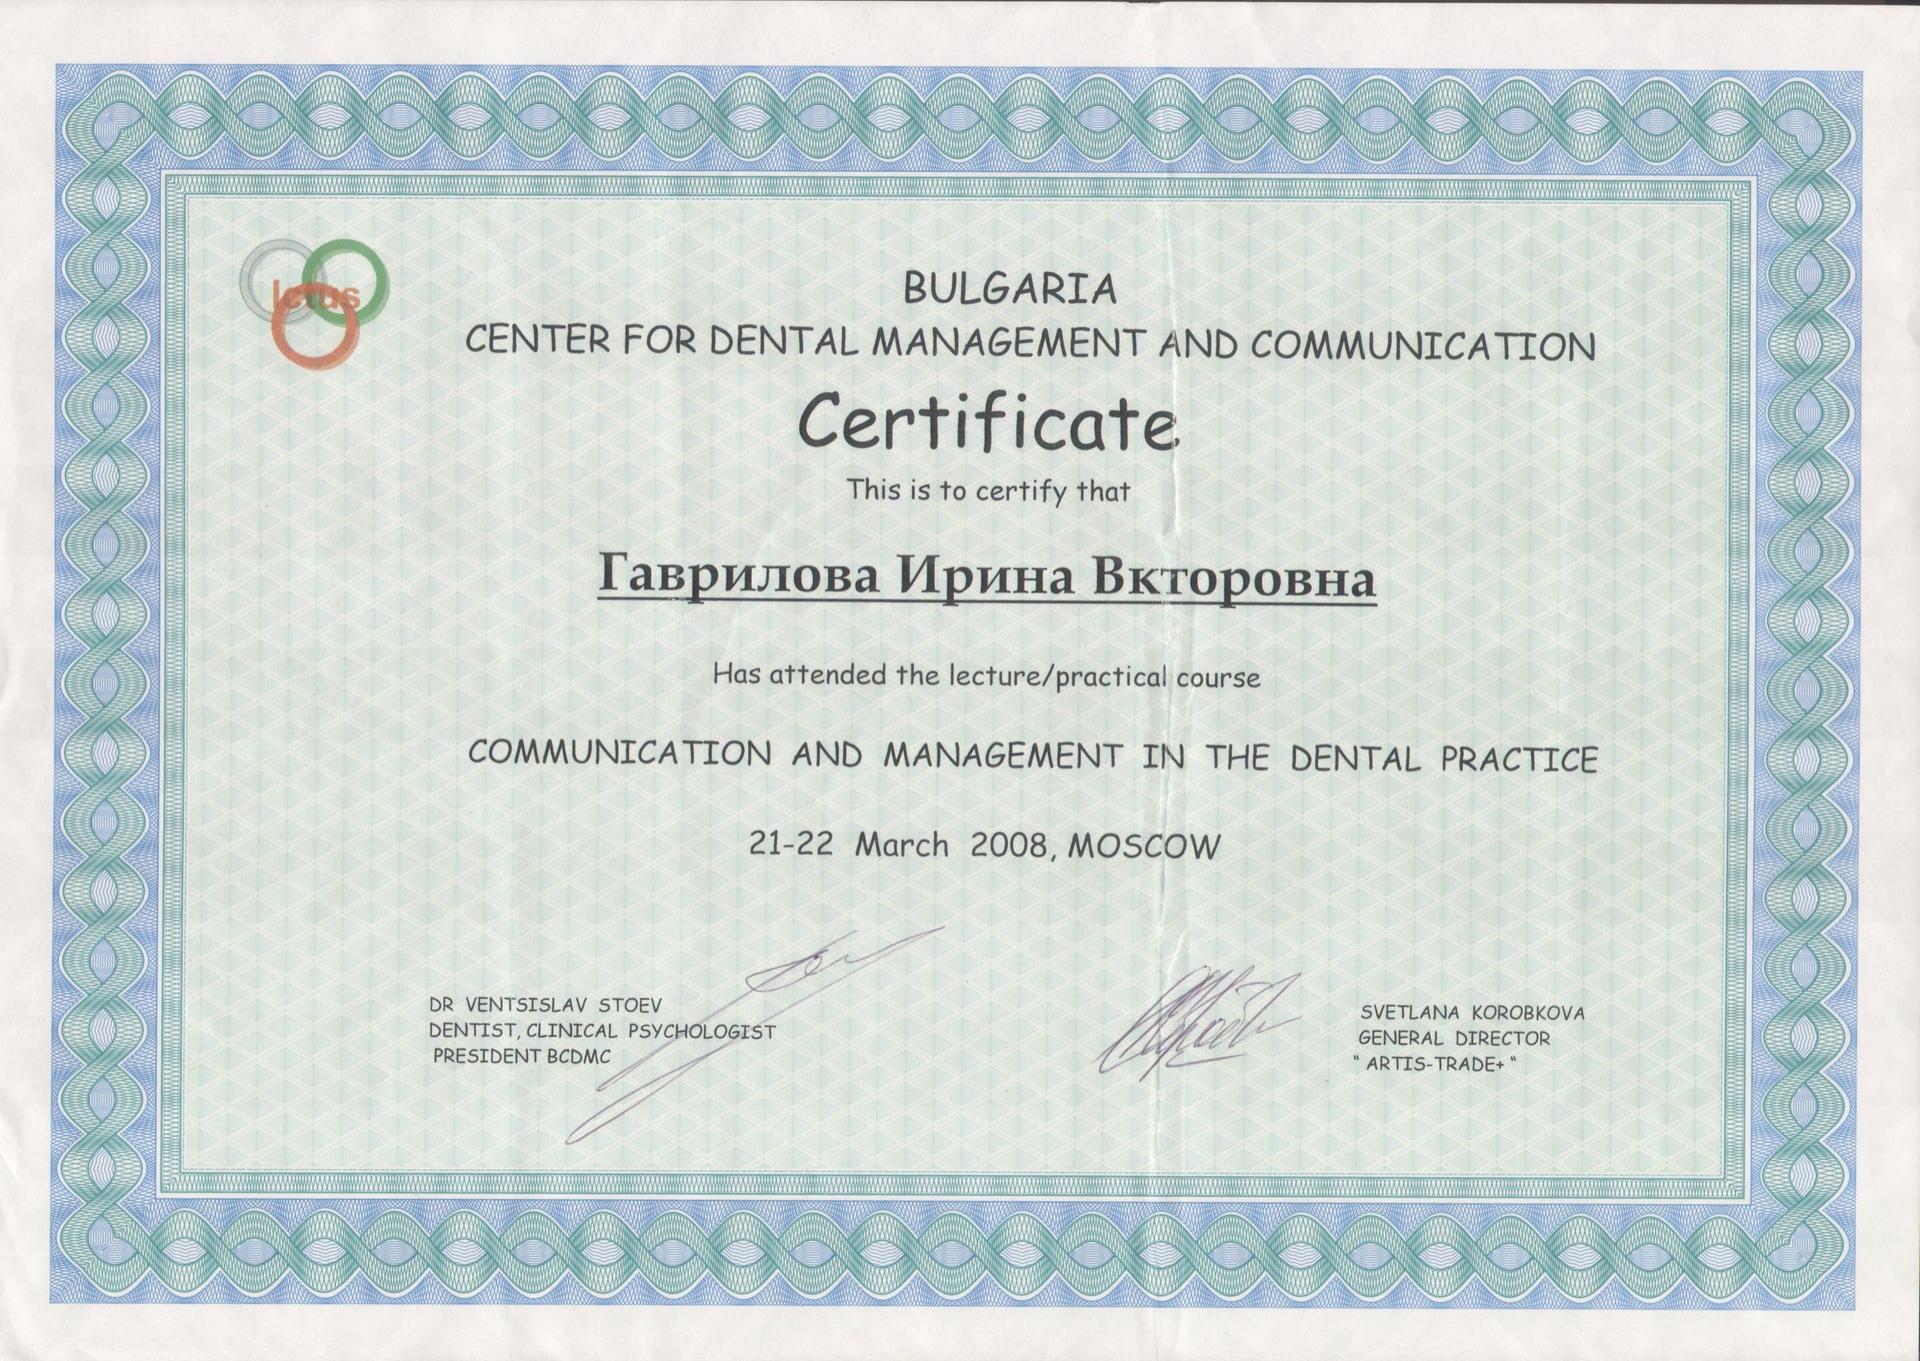 Ictus
BULGARIA
CENTER FOR DENTAL MANAGEMENT AND COMMUNICATION
Certificate
This is to certify that
Гаврилова Ирина Вкторовна
Has attended the lecture/practical course
COMMUNICATION AND MANAGEMENT IN THE DENTAL PRACTICE
21-22 March 2008, MOSCOW
DR VENTSISLAV STOEV
DENTIST, CLINICAL PSYCHOLOGIST
PRESIDENT BCDMC
SVETLANA KOROBKOVA
GENERAL DIRECTOR
" ARTIS-TRADE+ "